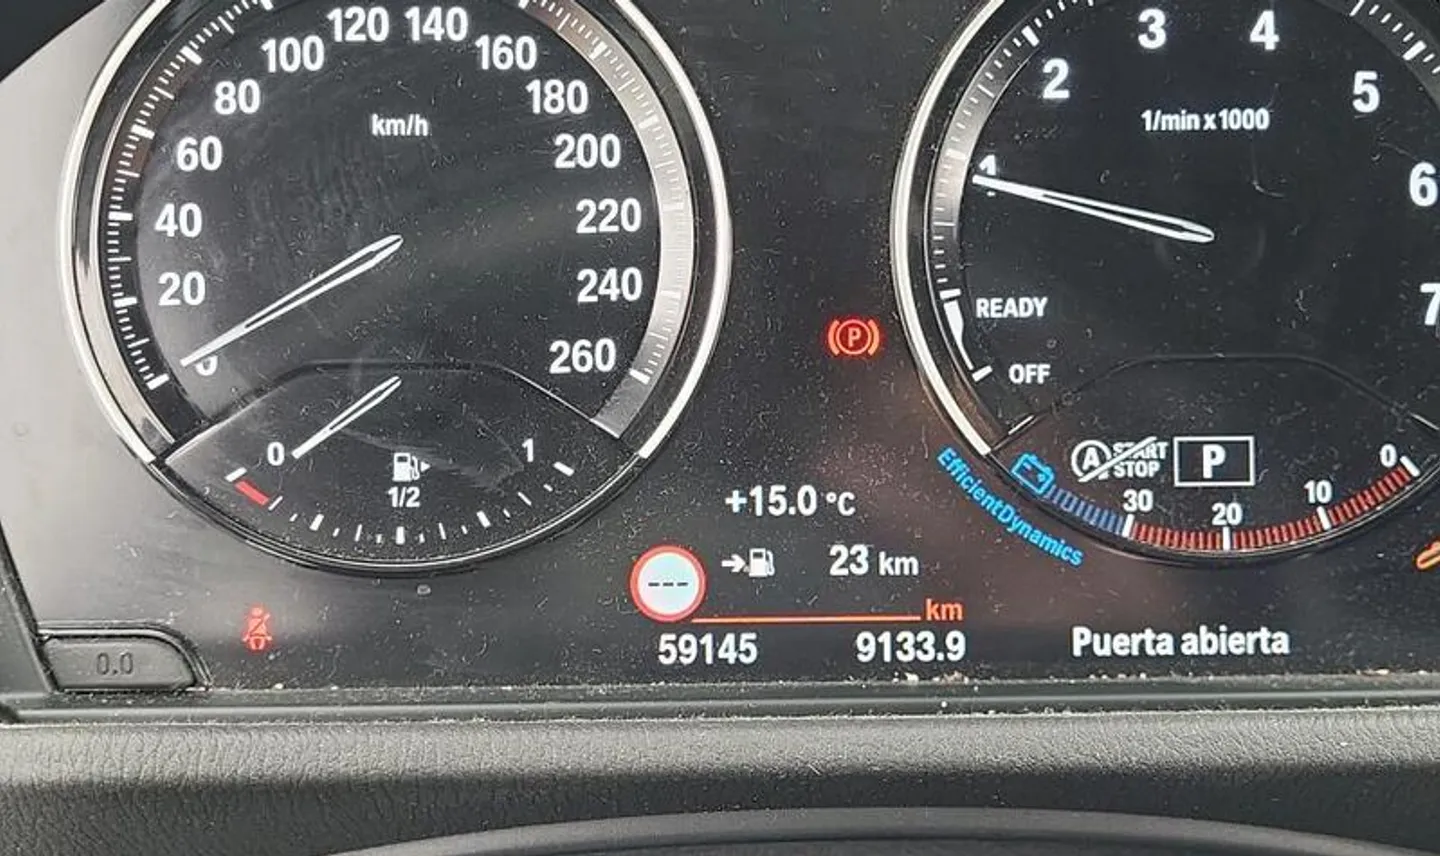 120 140
100 160
80 180
60 200
40 220
20 240
0 260
km/h
0 1
1/2
0.0
3 4
2 5
1 6
7
1/min x 1000
READY
OFF
P
+15.0 °C
--- 23 km
km
59145 9133.9
A START
STOP
P
EfficientDynamics
30 20 10 0
Puerta abierta